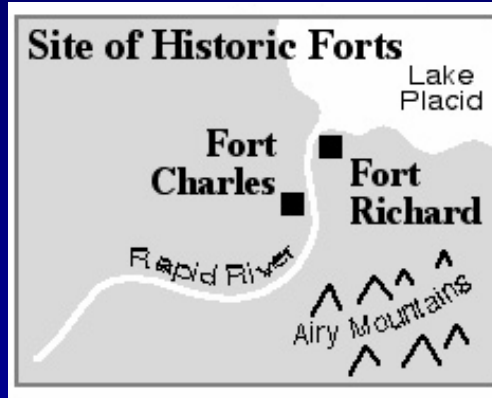 Site of Historic Forts
Lake
Placid
Fort
Charles
Fort
Richard
Rapid River
Airy Mountains